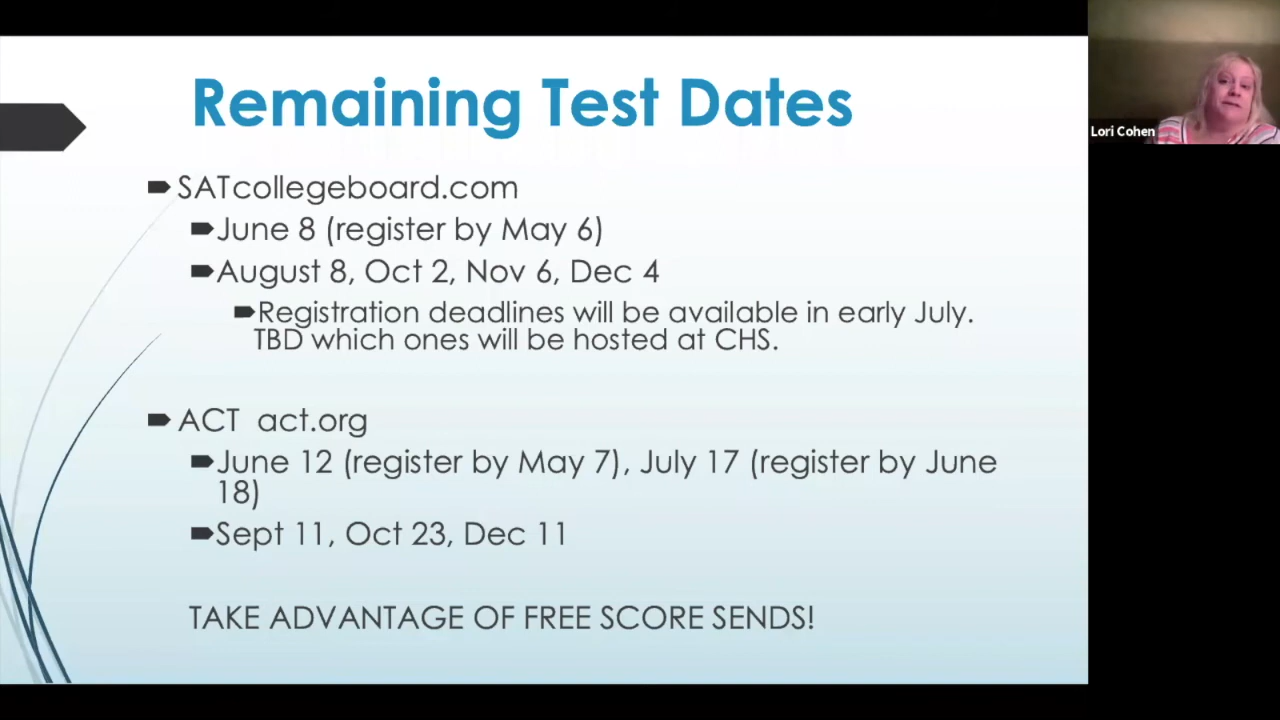 Remaining Test Dates
SATcollegeboard.com
June 8 (register by May 6)
August 8, Oct 2, Nov 6, Dec 4
Registration deadlines will be available in early July.
TBD which ones will be hosted at CHS.
ACT  act.org
June 12 (register by May 7), July 17 (register by June
18)
Sept 11, Oct 23, Dec 11
TAKE ADVANTAGE OF FREE SCORE SENDS!
Lori Cohen